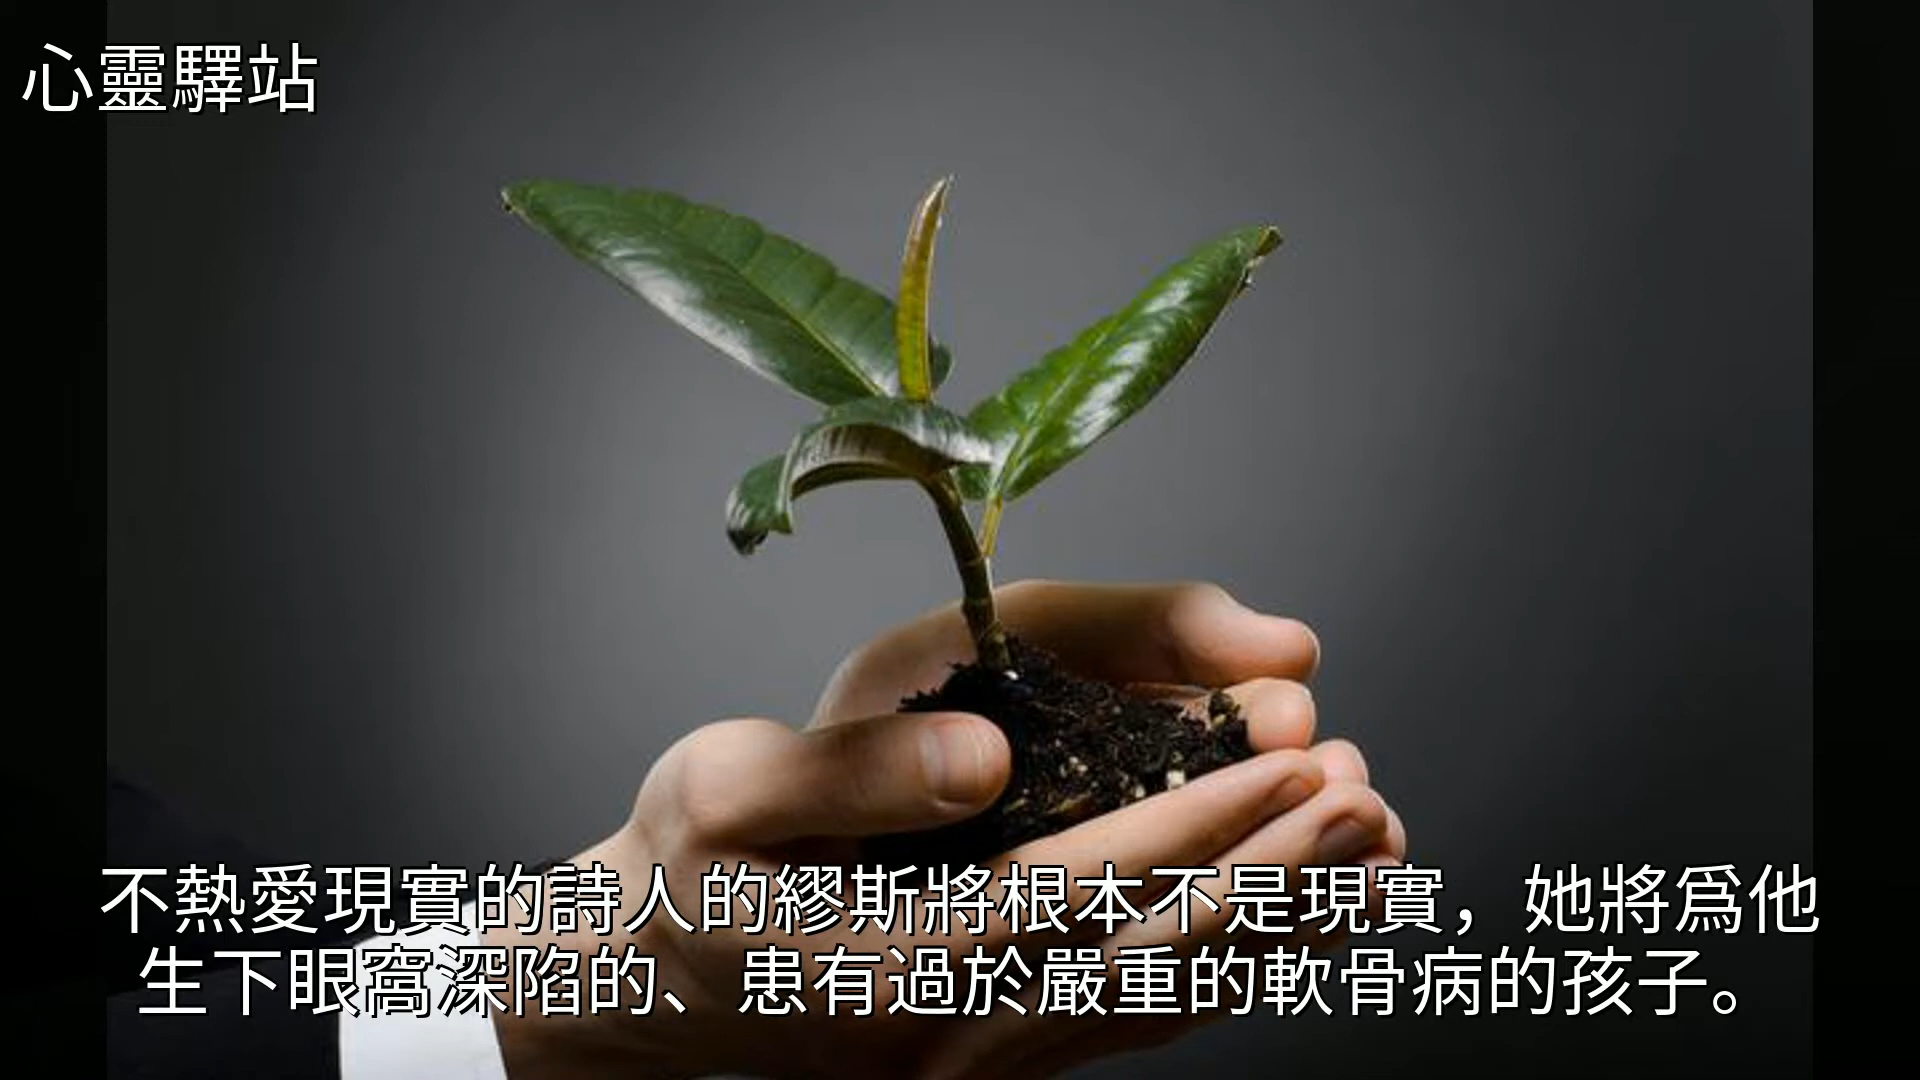 心靈驛站
不熱愛現實的詩人的繆斯將根本不是現實，她將爲他
生下眼窩深陷的、患有過於嚴重的軟骨病的孩子。